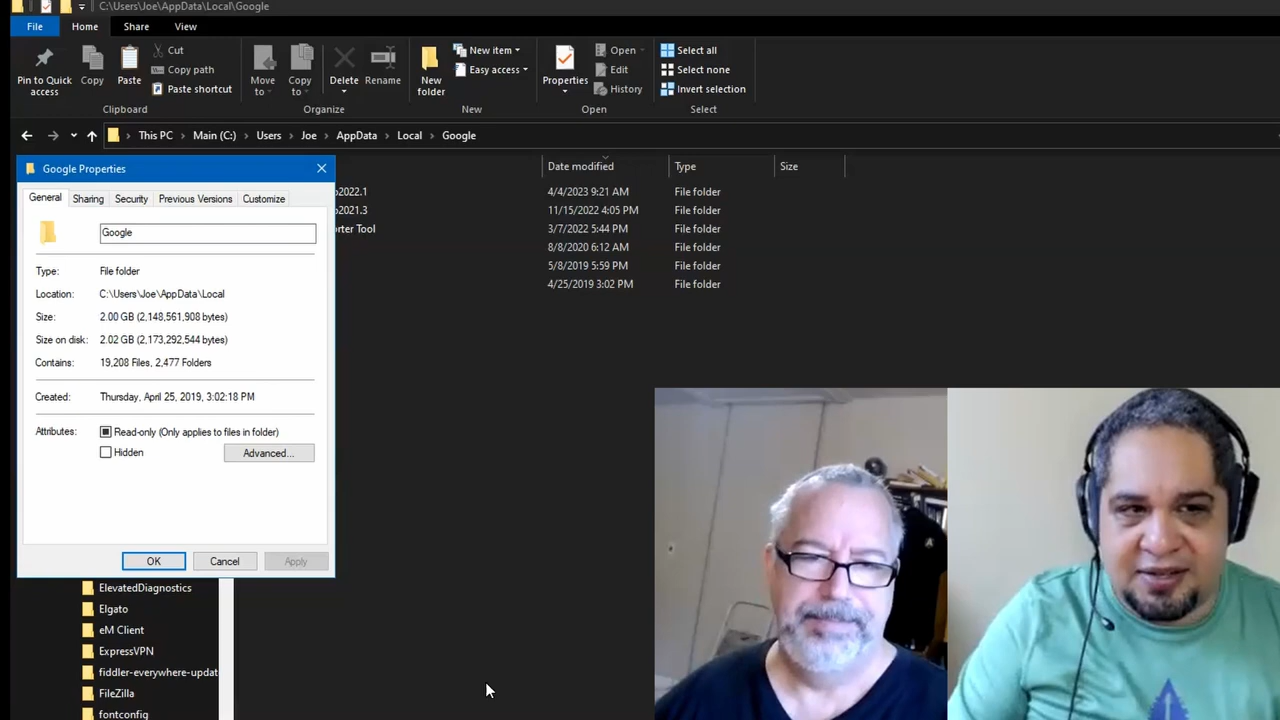 C:\Users\Joe\AppData\Local\Google
File Home Share View
Pin to Quick access
Copy
Paste
Cut
Copy path
Paste shortcut
Clipboard
Move to
Copy to
Delete
Rename
Organize
New folder
New item
Easy access
New
Properties
Open
Edit
History
Open
Select all
Select none
Invert selection
Select
This PC Main (C:) Users Joe AppData Local Google
Date modified Type Size
2022.1 4/4/2023 9:21 AM File folder
2021.3 11/15/2022 4:05 PM File folder
Tool 3/7/2022 5:44 PM File folder
8/8/2020 6:12 AM File folder
5/8/2019 5:59 PM File folder
4/25/2019 3:02 PM File folder
Google Properties
General Sharing Security Previous Versions Customize
Google
Type: File folder
Location: C:\Users\Joe\AppData\Local
Size: 2.00 GB (2,148,561,908 bytes)
Size on disk: 2.02 GB (2,173,292,544 bytes)
Contains: 19,208 Files, 2,477 Folders
Created: Thursday, April 25, 2019, 3:02:18 PM
Attributes: Read-only (Only applies to files in folder)
Hidden Advanced...
OK Cancel Apply
ElevatedDiagnostics
Elgato
eM Client
ExpressVPN
fiddler-everywhere-updat
FileZilla
fontconfig